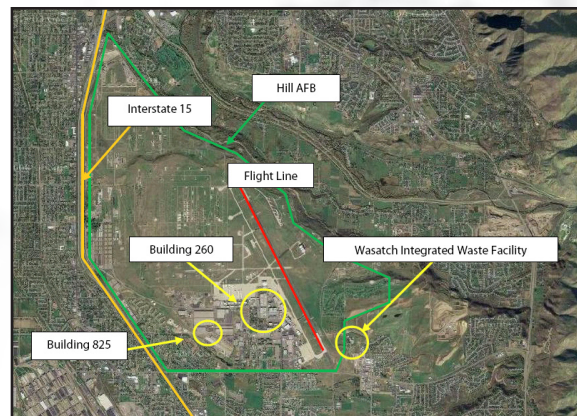 Hill AFB
Interstate 15
Flight Line
Building 260
Wasatch Integrated Waste Facility
Building 825